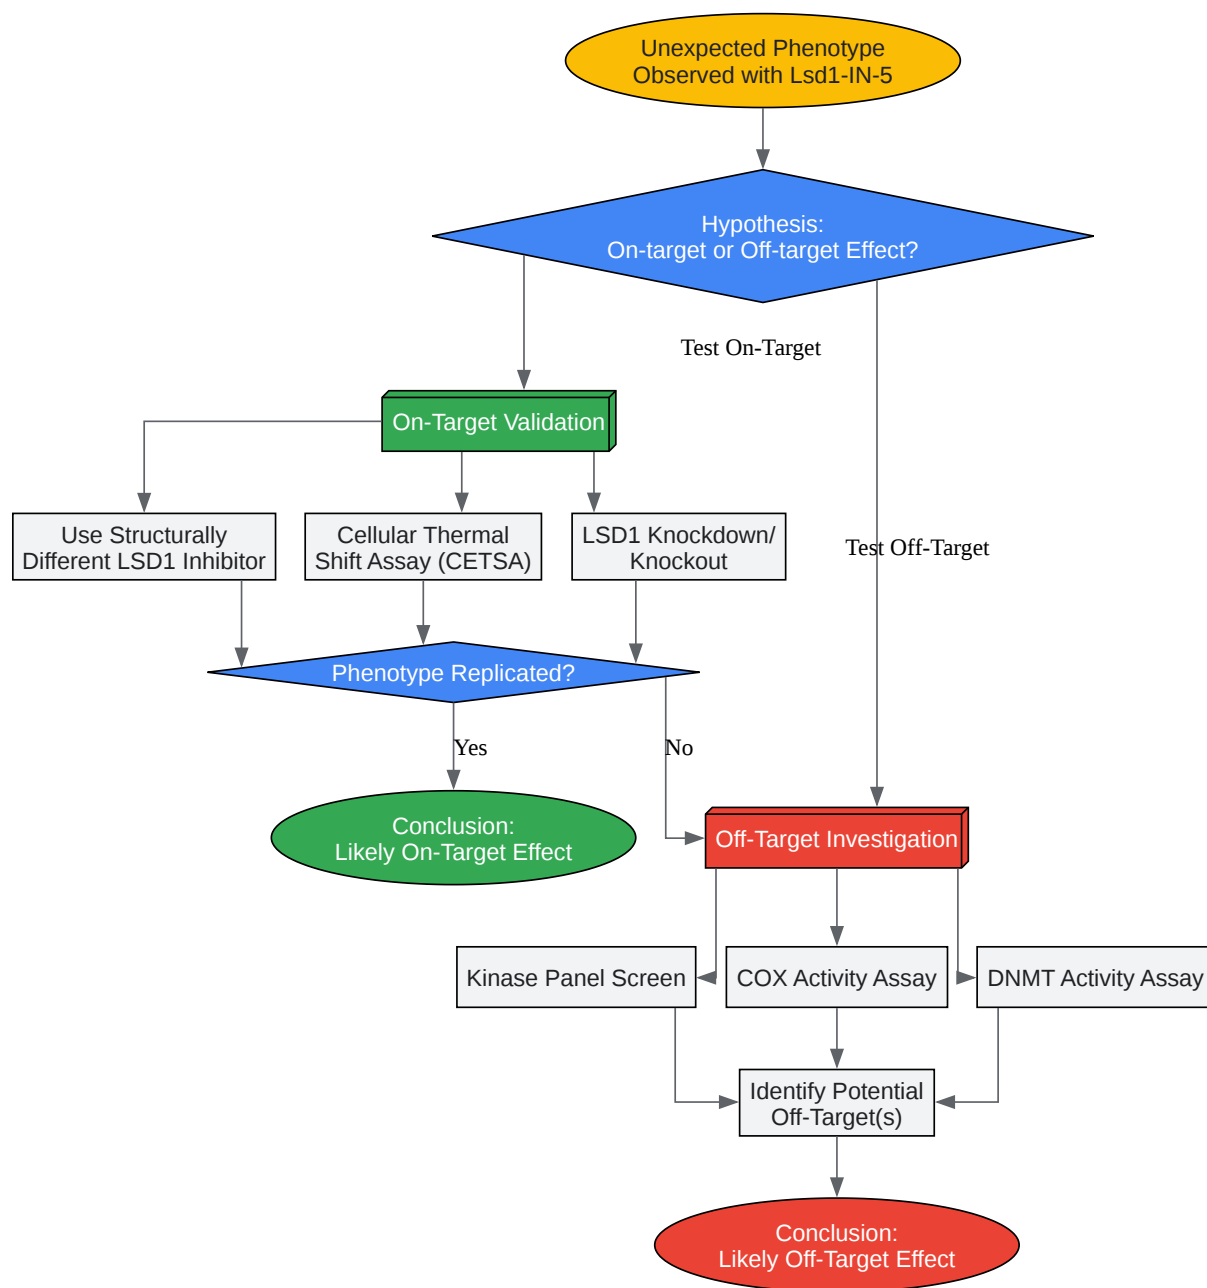 Unexpected Phenotype
Observed with Lsd1-IN-5
Hypothesis:
On-target or Off-target Effect?
Test On-Target
On-Target Validation
Use Structurally
Different LSD1 Inhibitor
Cellular Thermal
Shift Assay (CETSA)
LSD1 Knockdown/
Knockout
Test Off-Target
Phenotype Replicated?
Yes
No
Conclusion:
Likely On-Target Effect
Off-Target Investigation
Kinase Panel Screen
COX Activity Assay
DNMT Activity Assay
Identify Potential
Off-Target(s)
Conclusion:
Likely Off-Target Effect